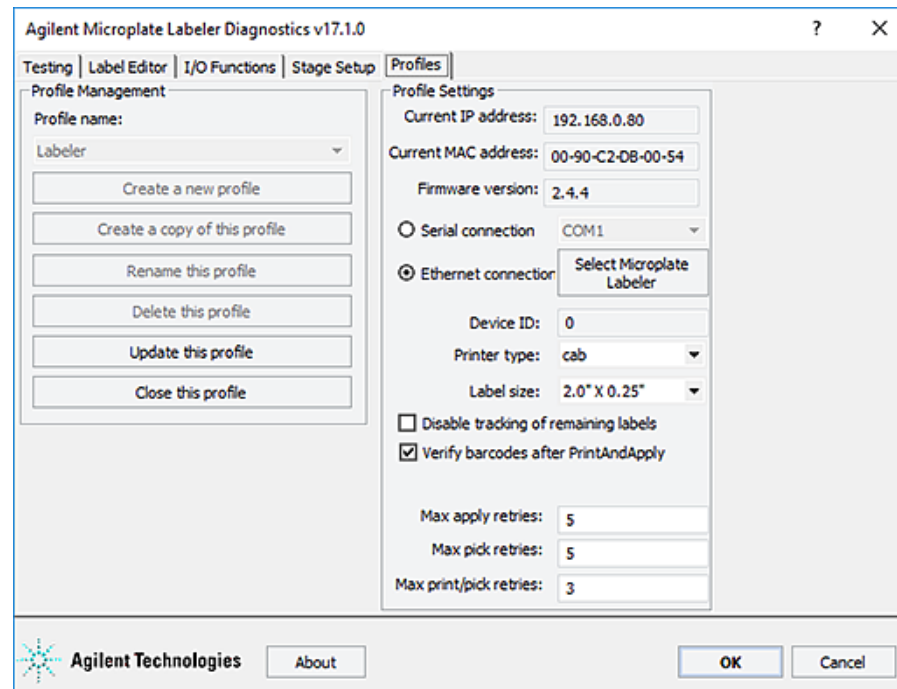 Agilent Microplate Labeler Diagnostics v17.1.0
?
Testing
Label Editor
I/O Functions
Stage Setup
Profiles
Profile Management
Profile name:
Labeler
Create a new profile
Create a copy of this profile
Rename this profile
Delete this profile
Update this profile
Close this profile
Profile Settings
Current IP address: 192.168.0.80
Current MAC address: 00-90-C2-DB-00-54
Firmware version: 2.4.4
Serial connection COM1
Ethernet connection
Select Microplate
Labeler
Device ID: 0
Printer type: cab
Label size: 2.0" X 0.25"
Disable tracking of remaining labels
Verify barcodes after PrintAndApply
Max apply retries: 5
Max pick retries: 5
Max print/pick retries: 3
Agilent Technologies
About
OK
Cancel